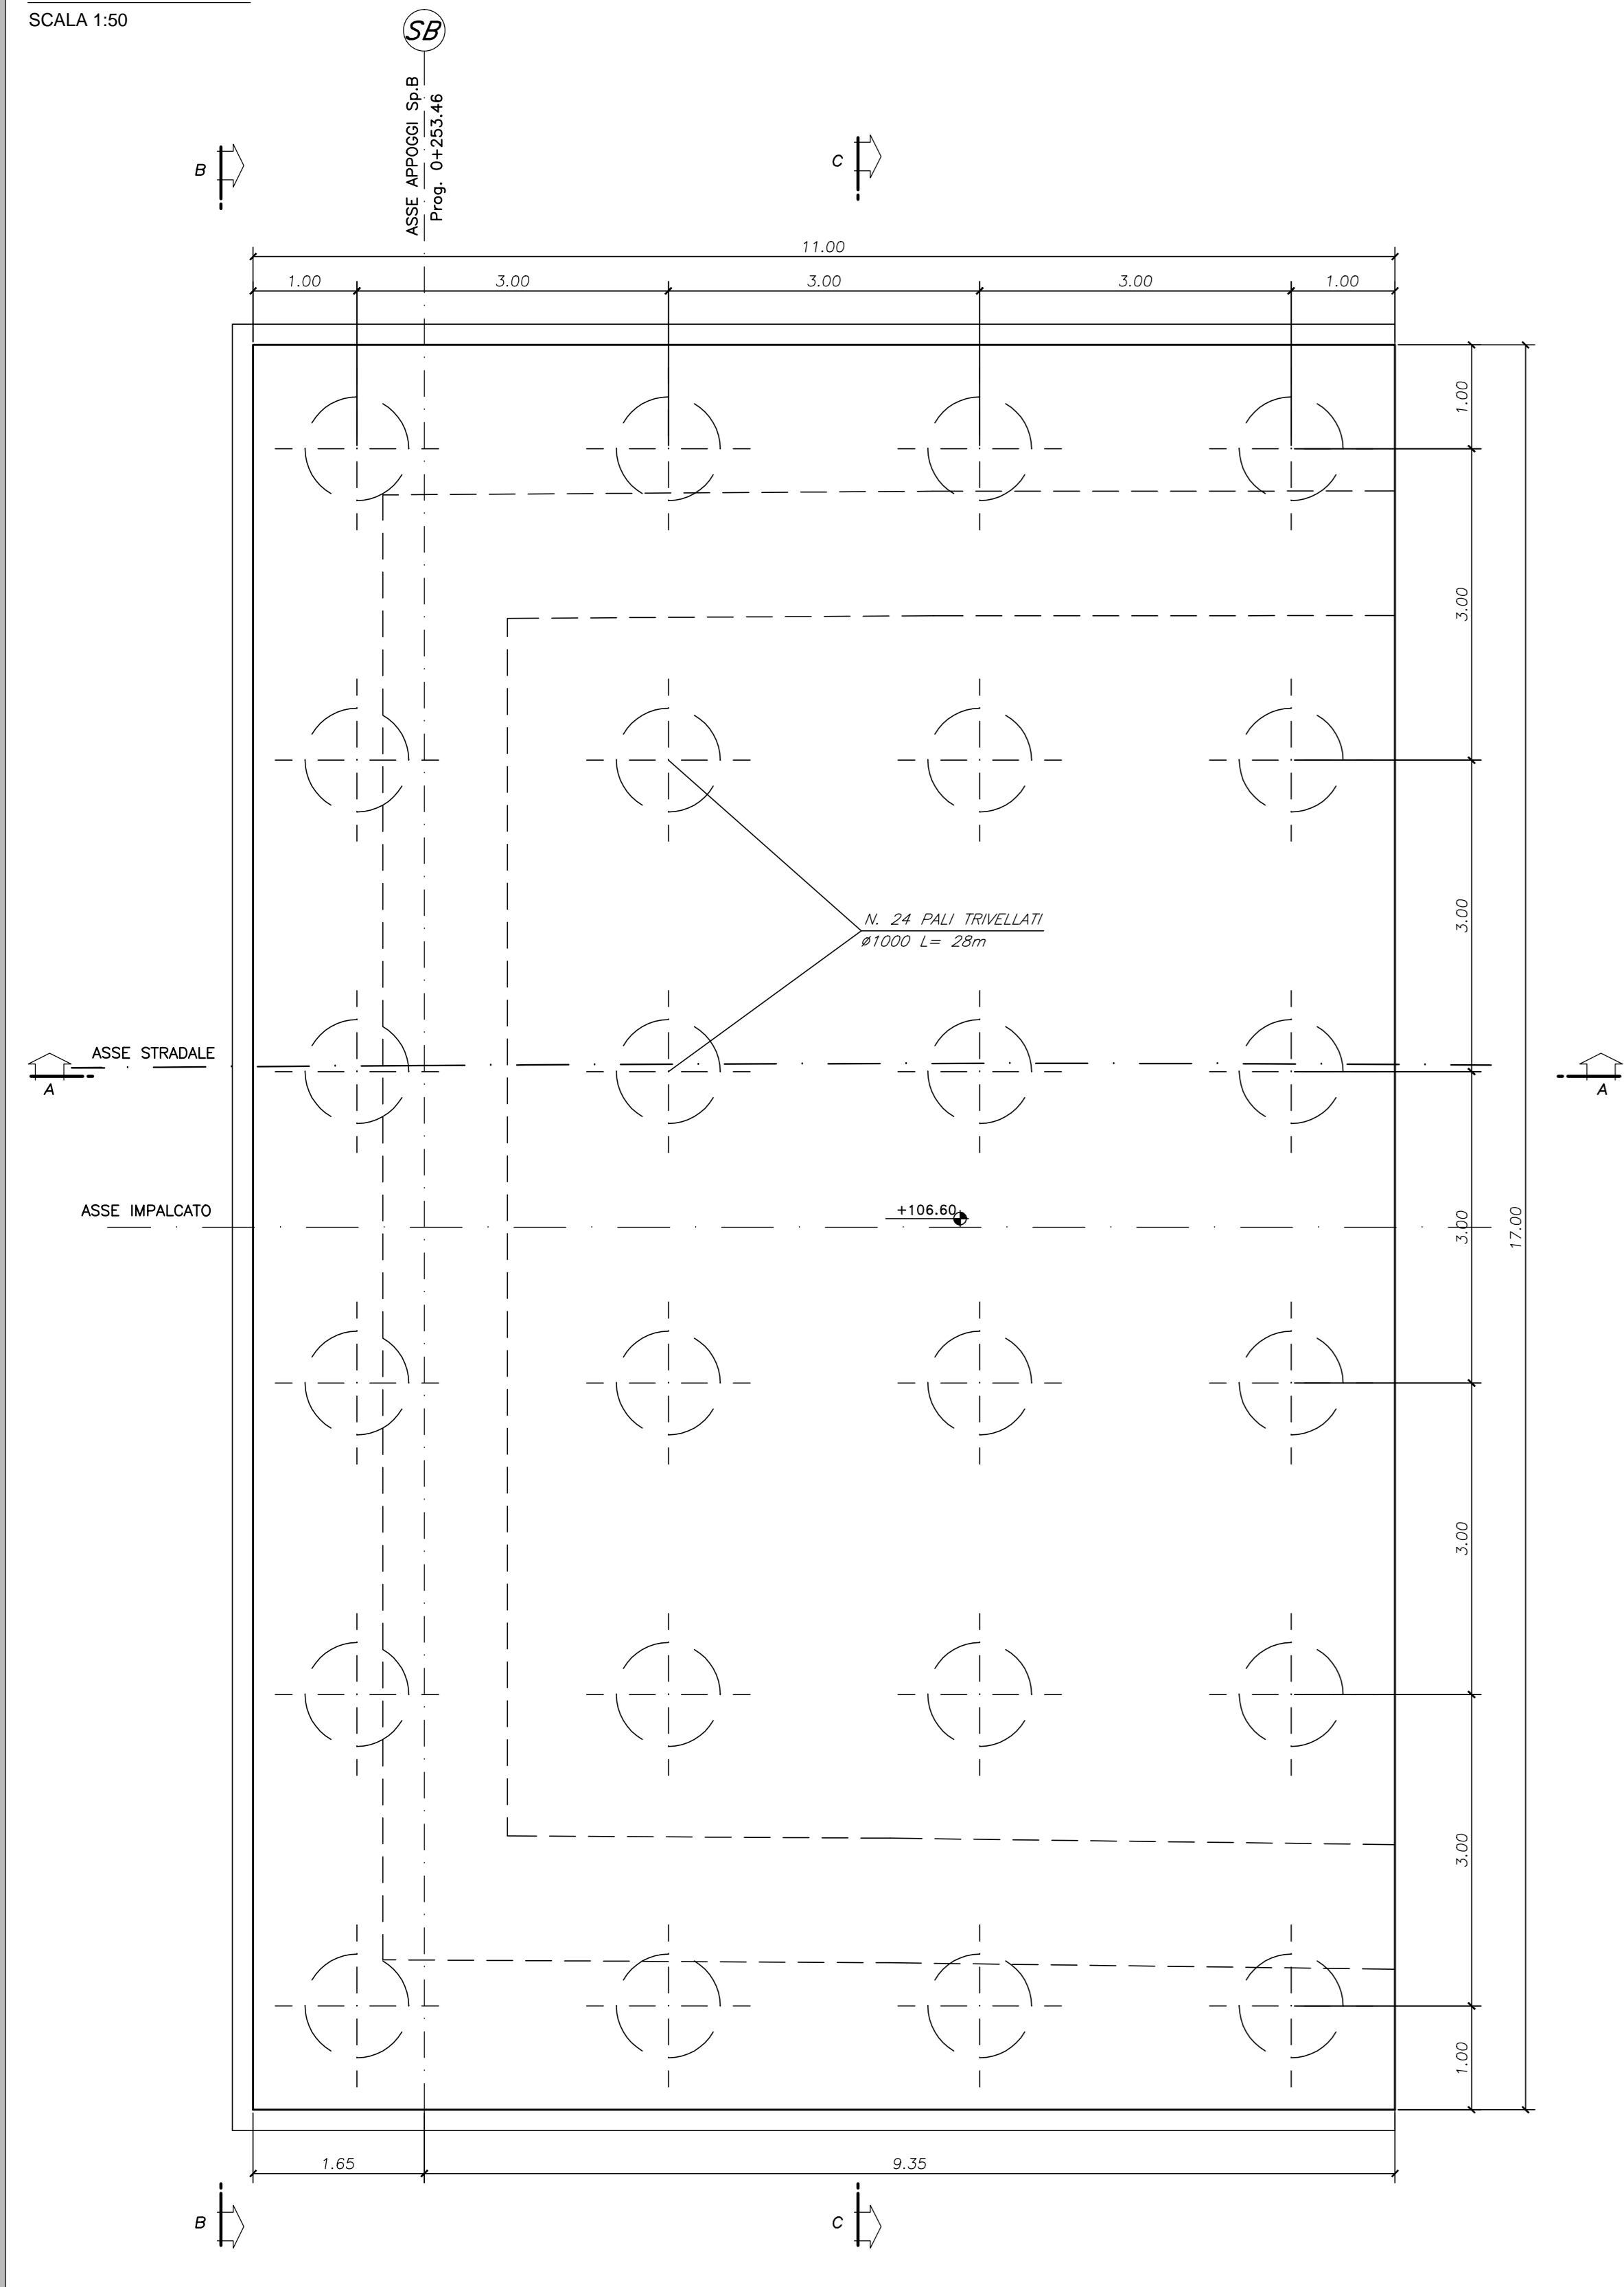 SCALA 1:50
SB
ASSE APPOGGI Sp.B
Prog. 0+253.46
B
C
11.00
1.00
3.00
3.00
3.00
1.00
1.00
3.00
3.00
N. 24 PALI TRIVELLATI
ø1000 L= 28m
ASSE STRADALE
A
A
ASSE IMPALCATO
+106.60
3.00
17.00
3.00
3.00
1.00
1.65
9.35
B
C